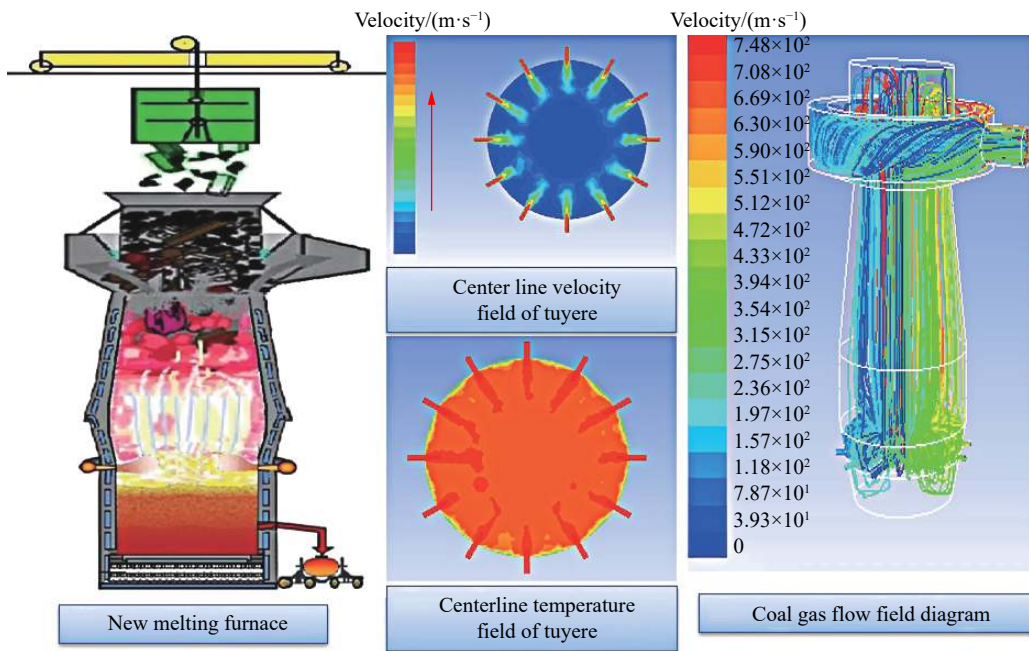 Velocity/(m·s⁻¹)
Velocity/(m·s⁻¹)
7.48×10²
7.08×10²
6.69×10²
6.30×10²
5.90×10²
5.51×10²
5.12×10²
4.72×10²
4.33×10²
3.94×10²
3.54×10²
3.15×10²
2.75×10²
2.36×10²
1.97×10²
1.57×10²
1.18×10²
7.87×10¹
3.93×10¹
0
Center line velocity
field of tuyere
New melting furnace
Centerline temperature
field of tuyere
Coal gas flow field diagram